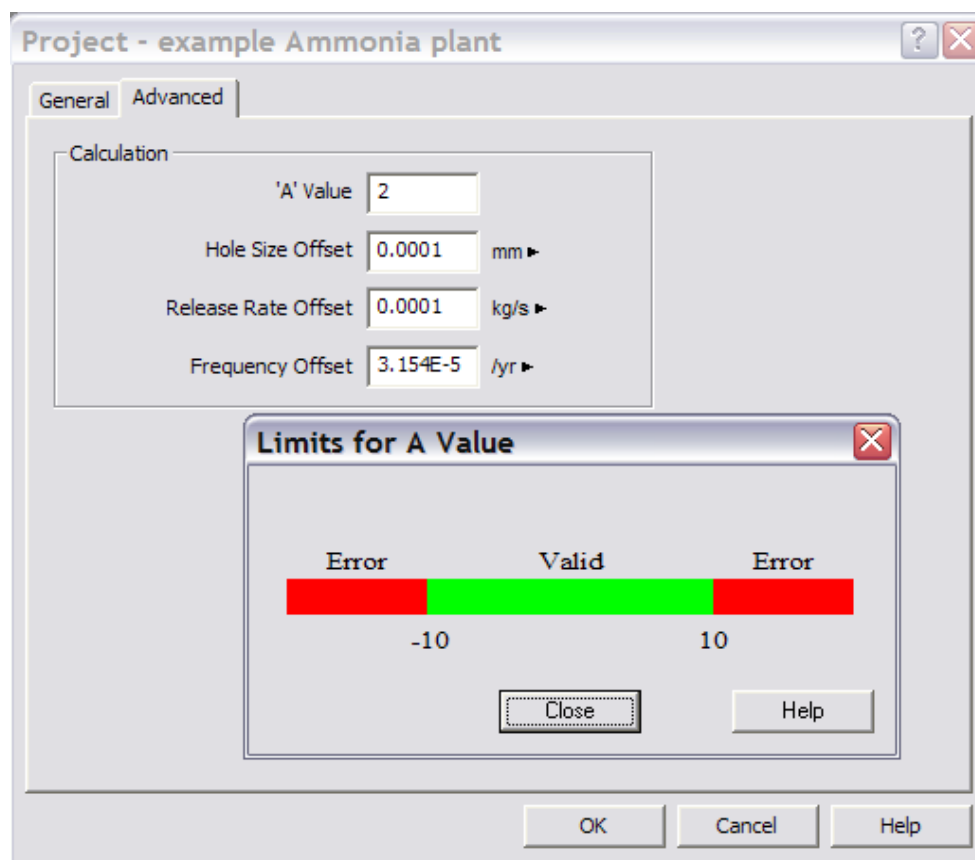 Project - example Ammonia plant
General Advanced
Calculation
'A' Value 2
Hole Size Offset 0.0001 mm
Release Rate Offset 0.0001 kg/s
Frequency Offset 3.154E-5 /yr
Limits for A Value
Error Valid Error
-10 10
Close Help
OK Cancel Help